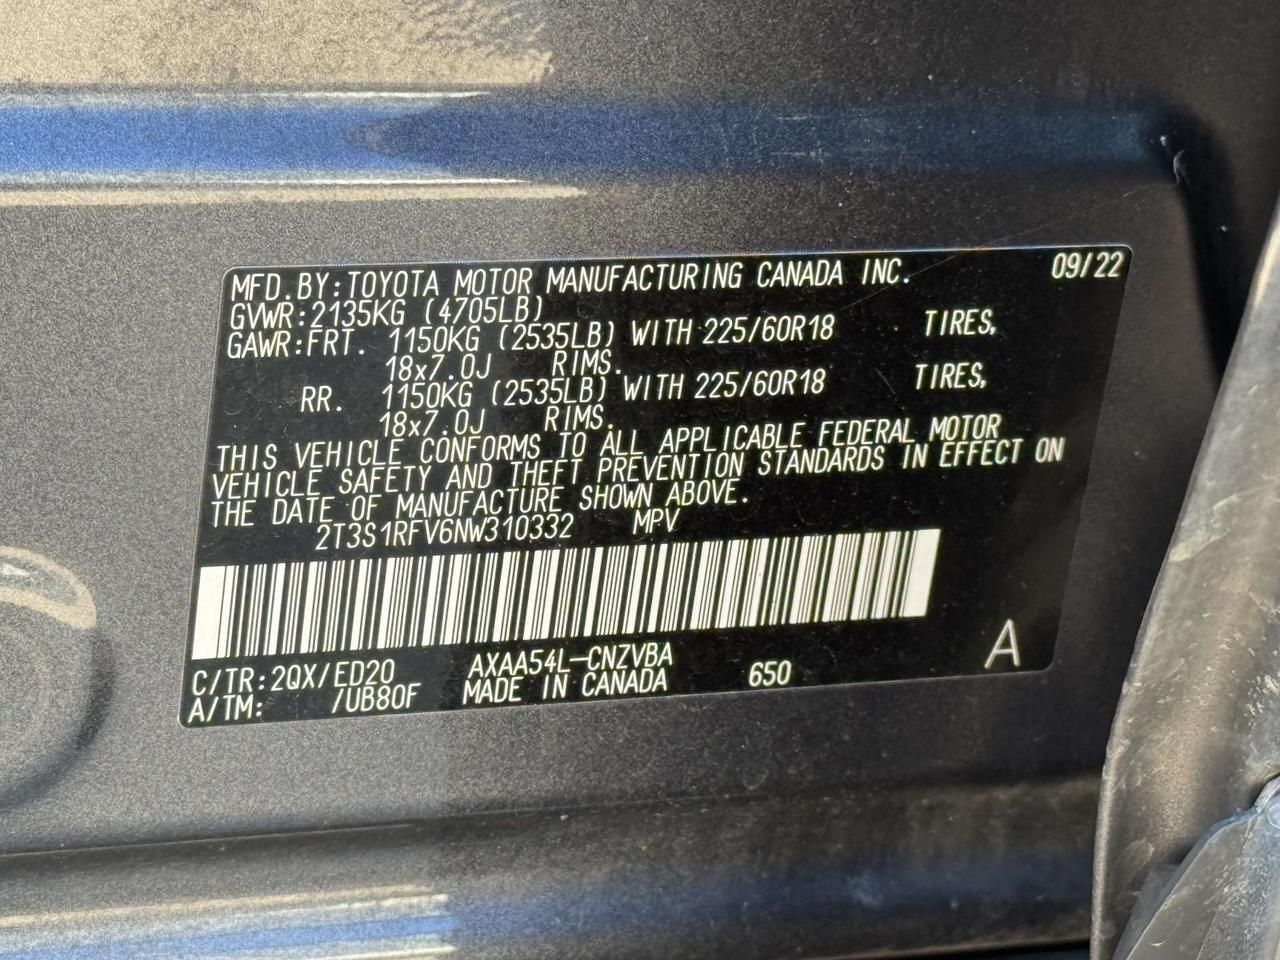 MFD.BY:TOYOTA MOTOR MANUFACTURING CANADA INC. 09/22
GVWR:2135KG (4705LB)
GAWR:FRT. 1150KG (2535LB) WITH 225/60R18 TIRES,
18x7.0J RIMS.
RR. 1150KG (2535LB) WITH 225/60R18 TIRES,
18x7.0J RIMS.
THIS VEHICLE CONFORMS TO ALL APPLICABLE FEDERAL MOTOR
VEHICLE SAFETY AND THEFT PREVENTION STANDARDS IN EFFECT ON
THE DATE OF MANUFACTURE SHOWN ABOVE.
2T3S1RFV6NW310332 MPV
C/TR:2QX/ED20 AXAA54L-CNZVBA 650 A
A/TM: /UB80F MADE IN CANADA